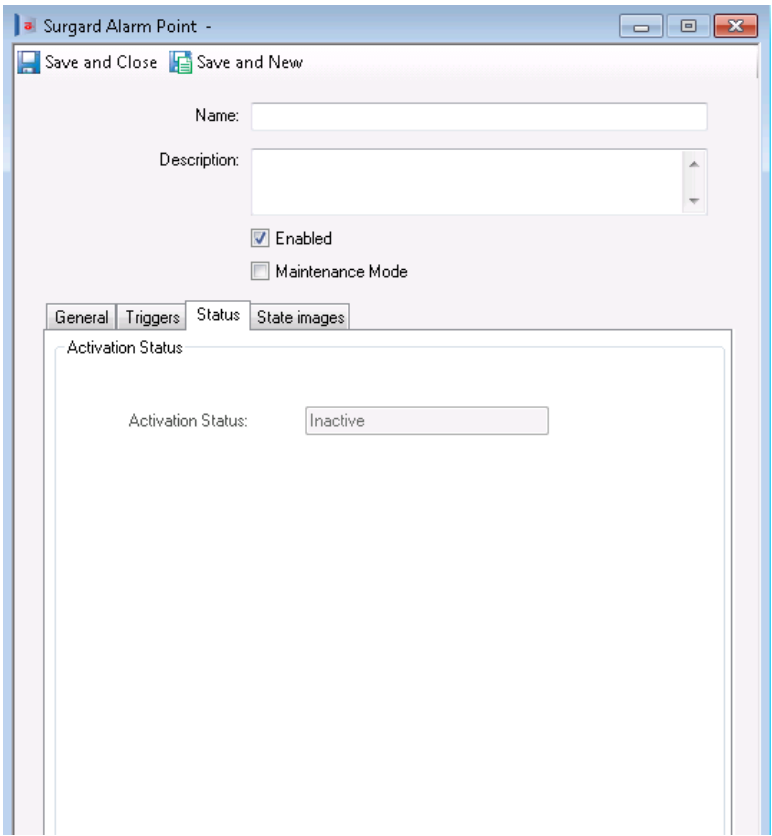 Surgard Alarm Point -
Save and Close Save and New
Name:
Description:
Enabled
Maintenance Mode
General Triggers Status State images
Activation Status
Activation Status: Inactive